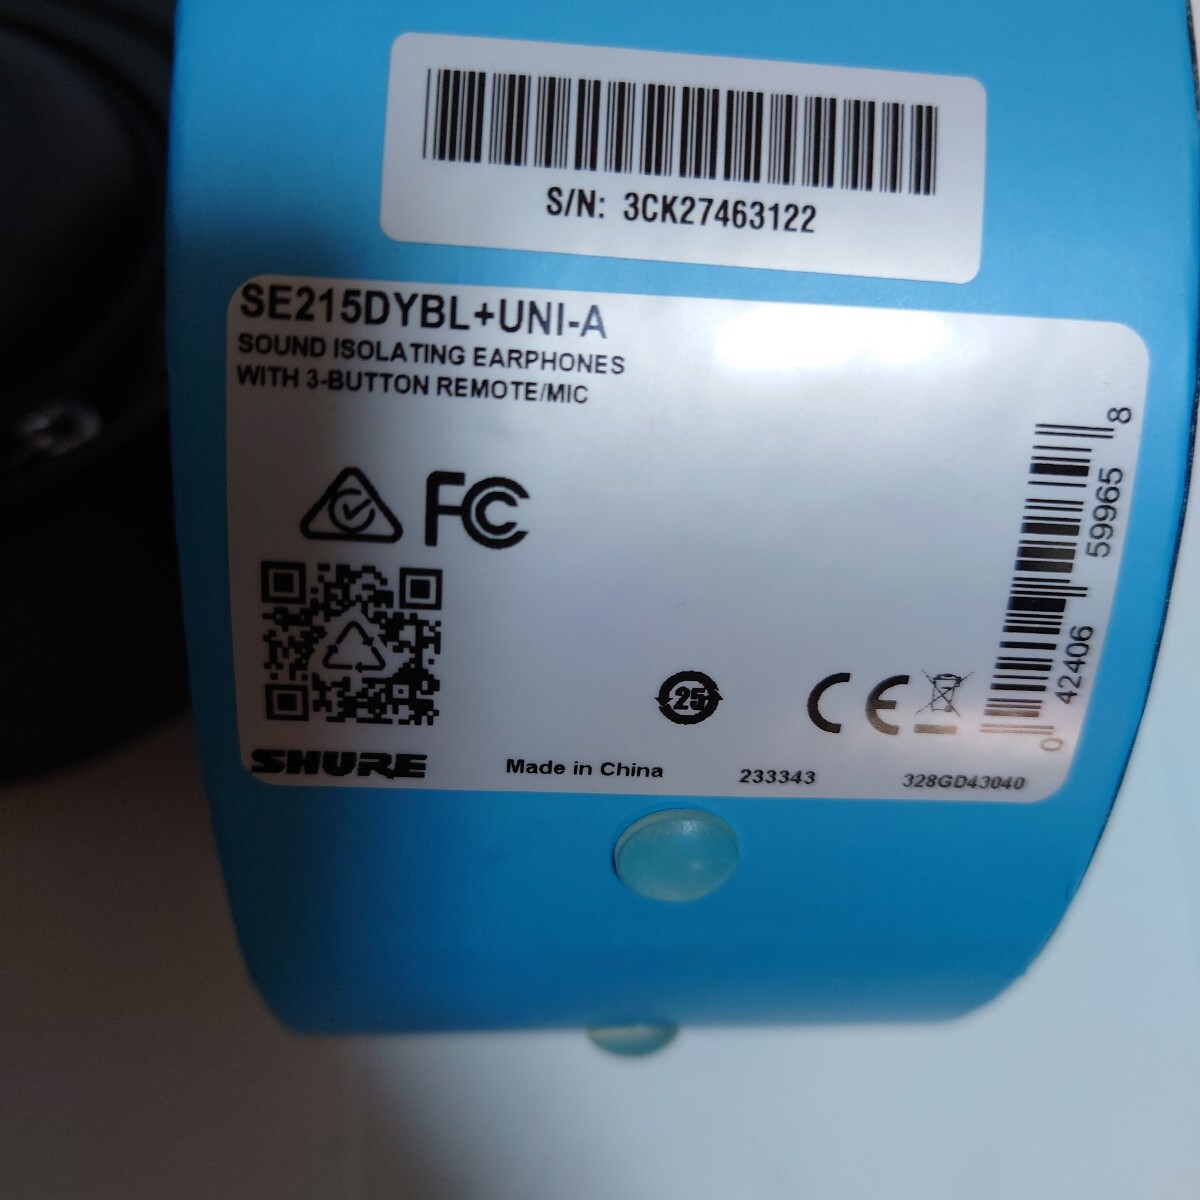 S/N: 3CK27463122
SE215DYBL+UNI-A
SOUND ISOLATING EARPHONES
WITH 3-BUTTON REMOTE/MIC
FC
25
CE
0 42406 59965 8
SHURE
Made in China
233343
328GD43040